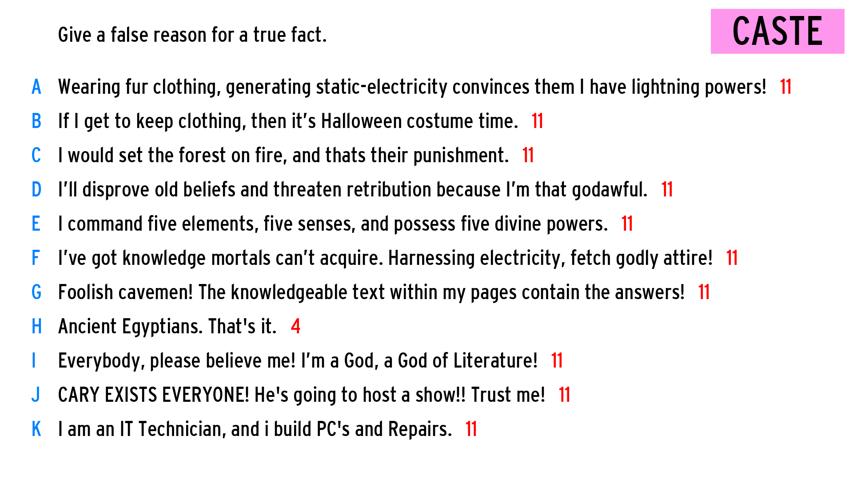 Give a false reason for a true fact.
CASTE
A Wearing fur clothing, generating static-electricity convinces them I have lightning powers! 11
B If I get to keep clothing, then it's Halloween costume time. 11
C I would set the forest on fire, and thats their punishment. 11
D I'll disprove old beliefs and threaten retribution because I'm that godawful. 11
E I command five elements, five senses, and possess five divine powers. 11
F I've got knowledge mortals can't acquire. Harnessing electricity, fetch godly attire! 11
G Foolish cavemen! The knowledgeable text within my pages contain the answers! 11
H Ancient Egyptians. That's it. 4
I Everybody, please believe me! I'm a God, a God of Literature! 11
J CARY EXISTS EVERYONE! He's going to host a show!! Trust me! 11
K I am an IT Technician, and i build PC's and Repairs. 11